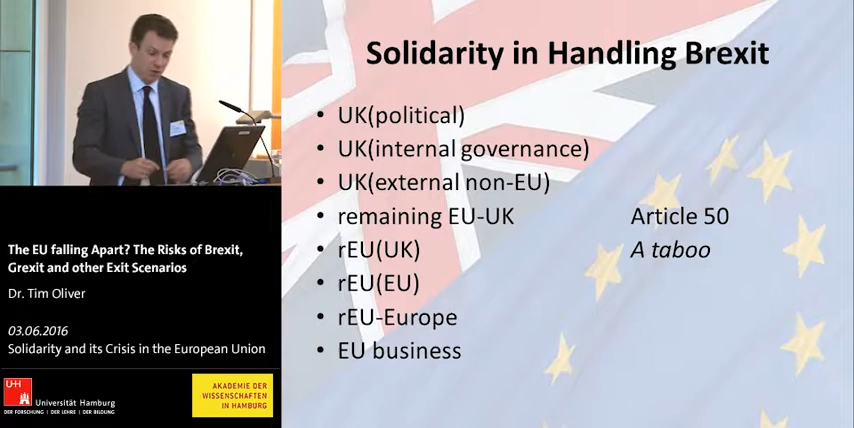 Solidarity in Handling Brexit
• UK(political)
• UK(internal governance)
• UK(external non-EU)
• remaining EU-UK Article 50
• rEU(UK) A taboo
• rEU(EU)
• rEU-Europe
• EU business
The EU falling Apart? The Risks of Brexit,
Grexit and other Exit Scenarios
Dr. Tim Oliver
03.06.2016
Solidarity and its Crisis in the European Union
UH
Universität Hamburg
DER FORSCHUNG | DER LEHRE | DER BILDUNG
AKADEMIE DER
WISSENSCHAFTEN
IN HAMBURG